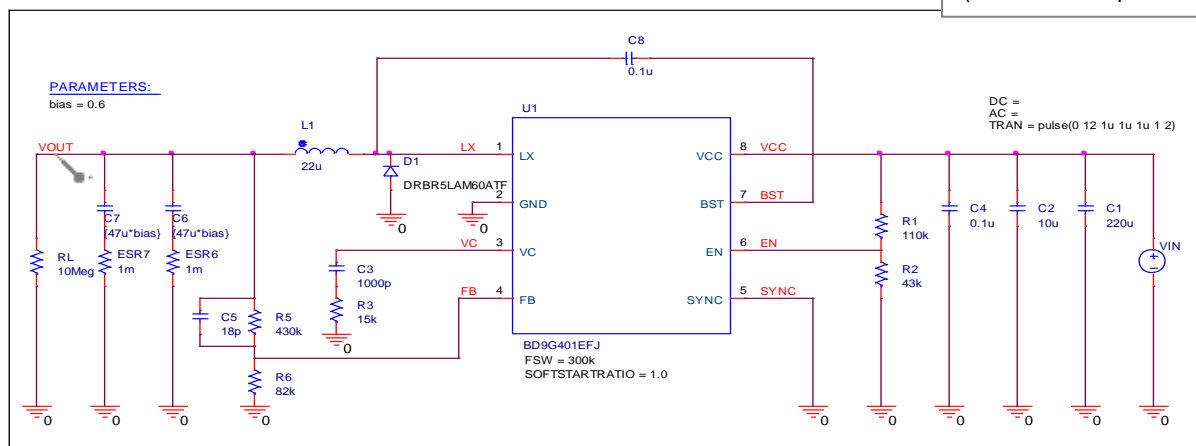 PARAMETERS:
bias = 0.6
C8
0.1u
U1
DC =
AC =
TRAN = pulse(0 12 1u 1u 1u 1 2)
VOUT
L1
22u
LX
1
LX
D1
DRBR5LAM60ATF
0
2
GND
0
VC
3
VC
FB
4
FB
VCC
8
VCC
BST
7
BST
EN
6
EN
SYNC
5
SYNC
BD9G401EFJ
FSW = 300k
SOFTSTARTRATIO = 1.0
C7
{47u*bias}
C6
{47u*bias}
RL
10Meg
ESR7
1m
ESR6
1m
C3
1000p
R3
15k
0
C5
18p
R5
430k
R6
82k
R1
110k
R2
43k
C4
0.1u
C2
10u
C1
220u
VIN
0
0
0
0
0
0
0
0
0
0